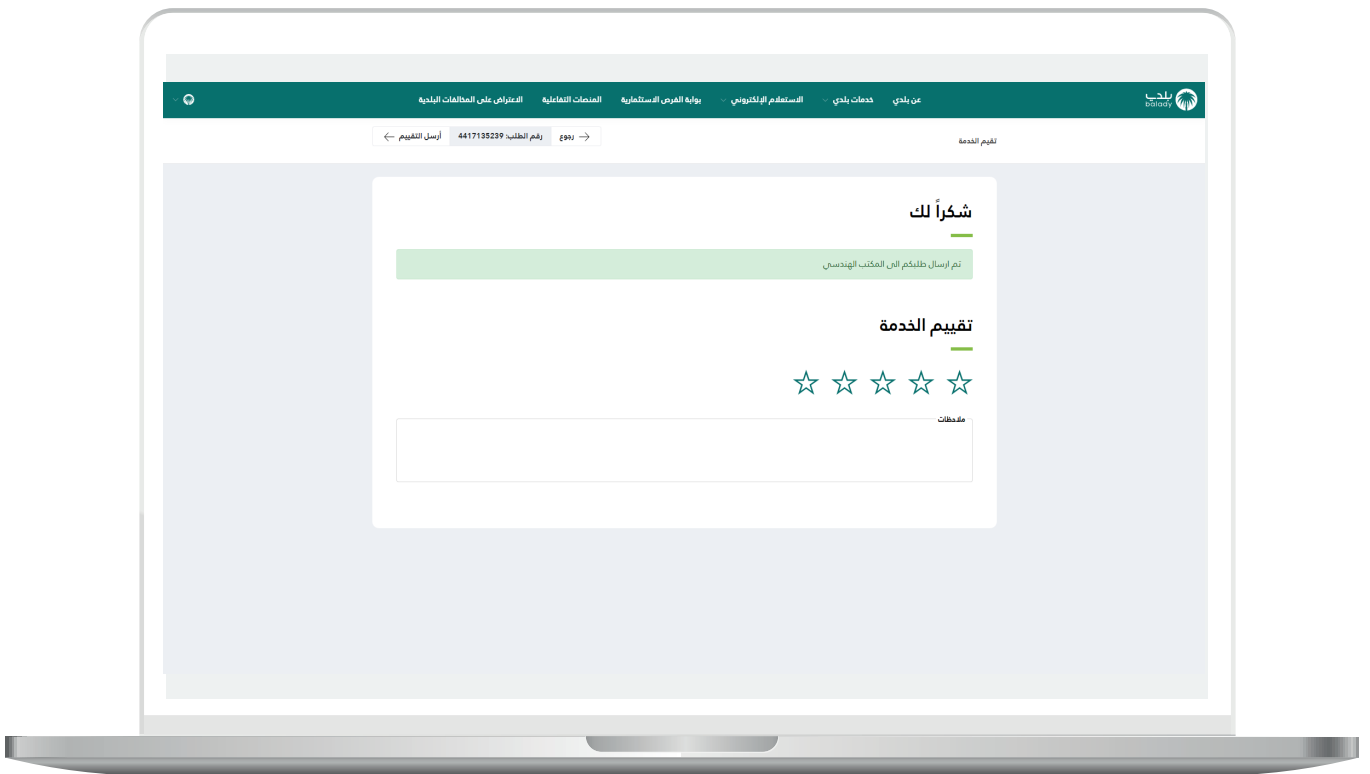 بلدي
balady
عن بلدي
خدمات بلدي
الاستعلام الإلكتروني
بوابة الفرص الاستثمارية
المنصات التفاعلية
الاعتراض على المخالفات البلدية
تقيم الخدمة
رجوع
رقم الطلب: 4417135239
أرسل التقييم
شكراً لك
تم ارسال طلبكم الى المكتب الهندسي
تقييم الخدمة
ملاحظات